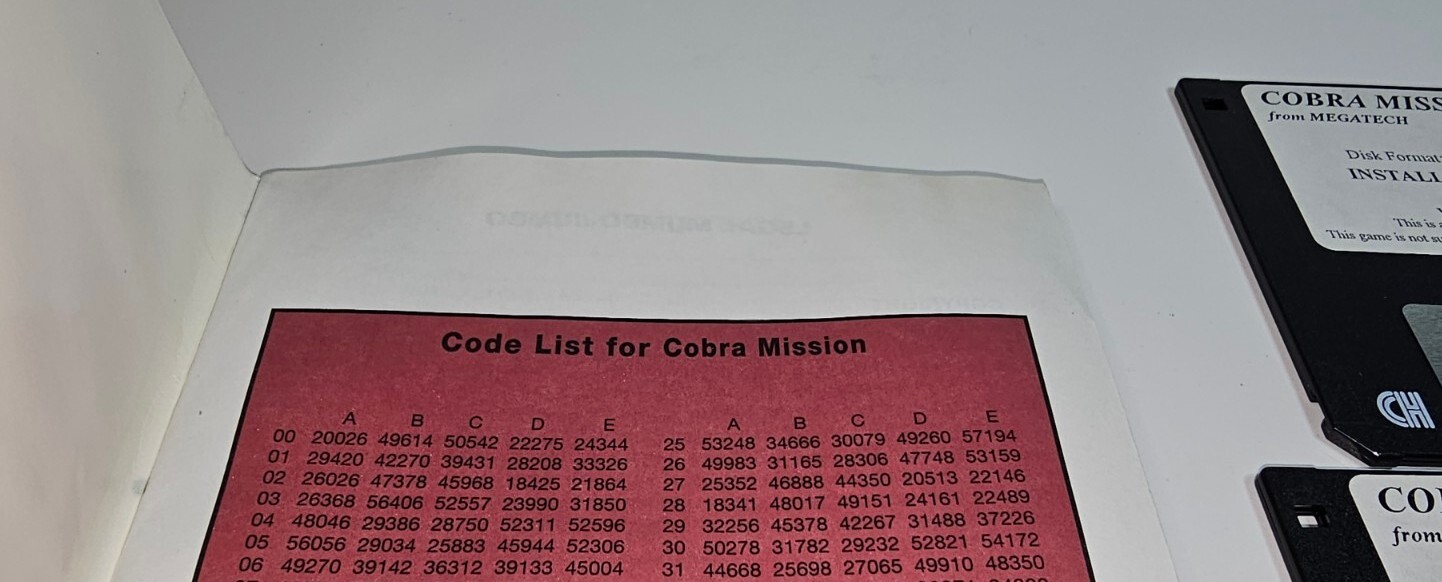 Code List for Cobra Mission
A B C D E A B C D E
00 20026 49614 50542 22275 24344 25 53248 34666 30079 49260 57194
01 29420 42270 39431 28208 33326 26 49983 31165 28306 47748 53159
02 26026 47378 45968 18425 21864 27 25352 46888 44350 20513 22146
03 26368 56406 52557 23990 31850 28 18341 48017 49151 24161 22489
04 48046 29386 28750 52311 52596 29 32256 45378 42267 31488 37226
05 56056 29034 25883 45944 52306 30 50278 31782 29232 52821 54172
06 49270 39142 36312 39133 45004 31 44668 25698 27065 49910 48350
COBRA MISS
from MEGATECH
Disk Format:
INSTALL
This is a
This game is not su
CH
CO
from